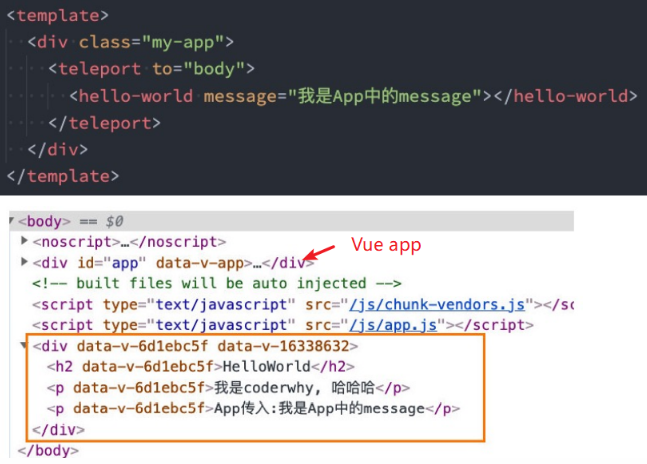 <template>
<div class="my-app">
<teleport to="body">
<hello-world message="我是App中的message"></hello-world>
</teleport>
</div>
</template>
<body> == $0
<noscript>…</noscript>
<div id="app" data-v-app>…</div>
Vue app
<!-- built files will be auto injected -->
<script type="text/javascript" src="/js/chunk-vendors.js"></sc
<script type="text/javascript" src="/js/app.js"></script>
<div data-v-6d1ebc5f data-v-16338632>
<h2 data-v-6d1ebc5f>HelloWorld</h2>
<p data-v-6d1ebc5f>我是coderwhy, 哈哈哈</p>
<p data-v-6d1ebc5f>App传入:我是App中的message</p>
</div>
</body>